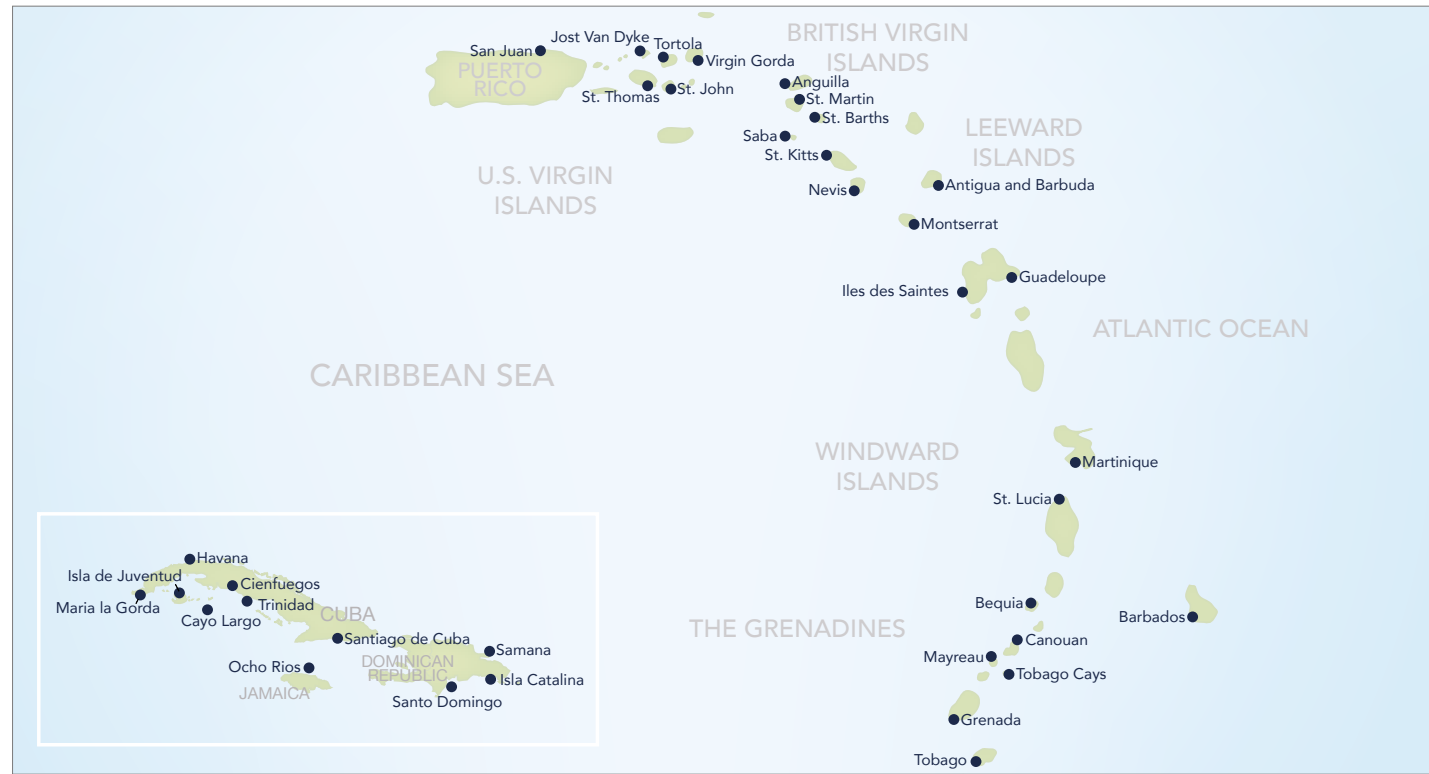 BRITISH VIRGIN
ISLANDS
Jost Van Dyke
Tortola
San Juan
Virgin Gorda
PUERTO
RICO
Anguilla
St. Thomas
St. John
St. Martin
St. Barths
LEEWARD
ISLANDS
Saba
St. Kitts
U.S. VIRGIN
ISLANDS
Nevis
Antigua and Barbuda
Montserrat
Guadeloupe
Iles des Saintes
ATLANTIC OCEAN
CARIBBEAN SEA
WINDWARD
ISLANDS
Martinique
St. Lucia
Bequia
Barbados
THE GRENADINES
Canouan
Mayreau
Tobago Cays
Grenada
Tobago
Havana
Isla de Juventud
Cienfuegos
Maria la Gorda
Trinidad
Cayo Largo
CUBA
Santiago de Cuba
Samana
Ocho Rios
DOMINICAN
REPUBLIC
Isla Catalina
JAMAICA
Santo Domingo